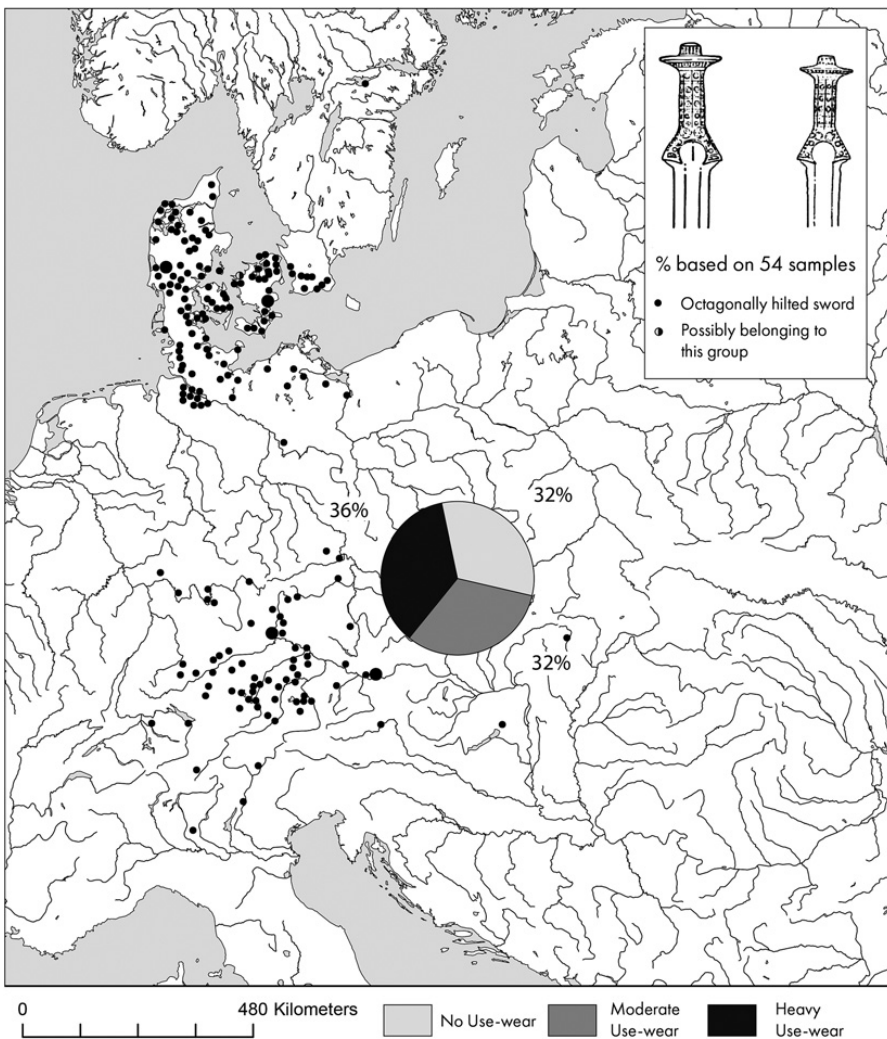 % based on 54 samples
Octagonally hilted sword
Possibly belonging to
this group
36%
32%
32%
0
480 Kilometers
No Use-wear
Moderate
Use-wear
Heavy
Use-wear